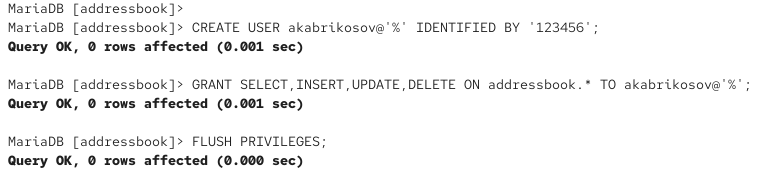 MariaDB [addressbook]>
MariaDB [addressbook]> CREATE USER akabrikosov@'%' IDENTIFIED BY '123456';
Query OK, 0 rows affected (0.001 sec)
MariaDB [addressbook]> GRANT SELECT,INSERT,UPDATE,DELETE ON addressbook.* TO akabrikosov@'%';
Query OK, 0 rows affected (0.001 sec)
MariaDB [addressbook]> FLUSH PRIVILEGES;
Query OK, 0 rows affected (0.000 sec)